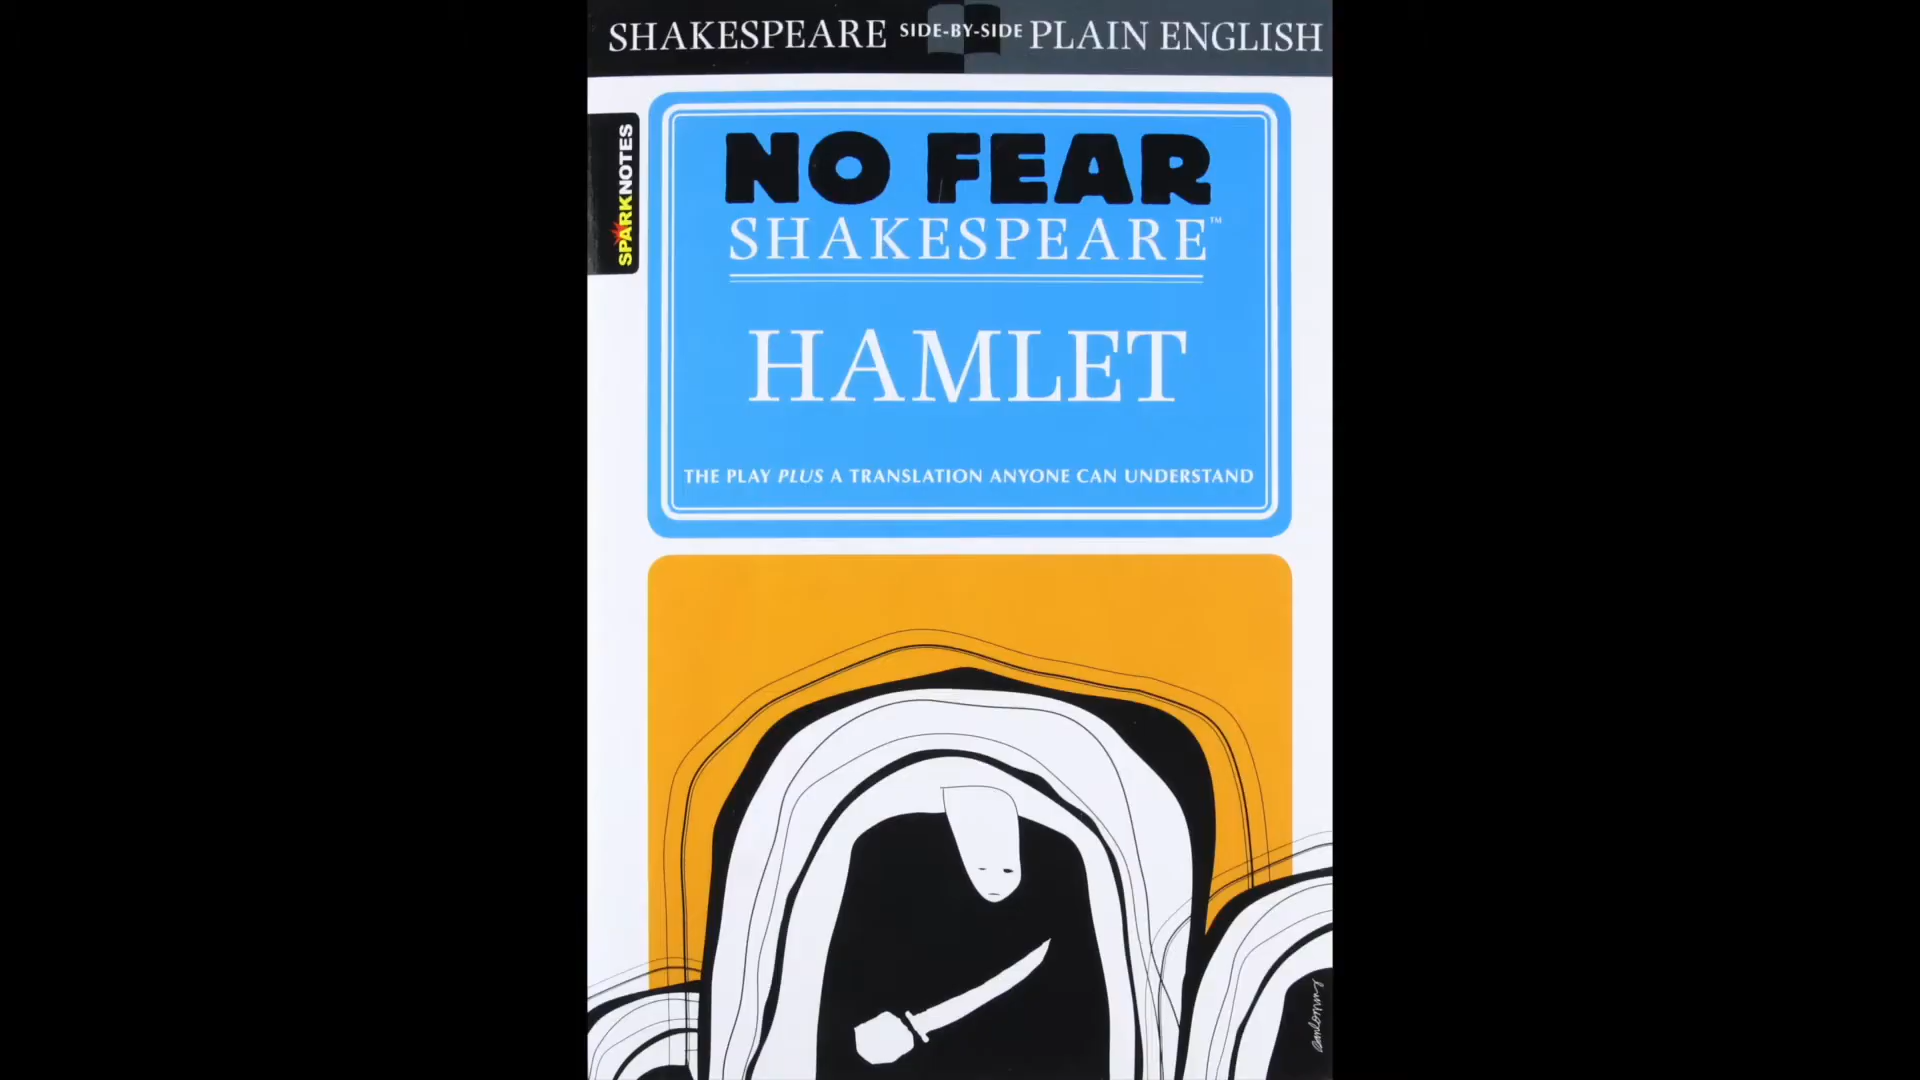 SHAKESPEARE SIDE-BY-SIDE PLAIN ENGLISH
SPARKNOTES
NO FEAR
SHAKESPEARE™
HAMLET
THE PLAY PLUS A TRANSLATION ANYONE CAN UNDERSTAND